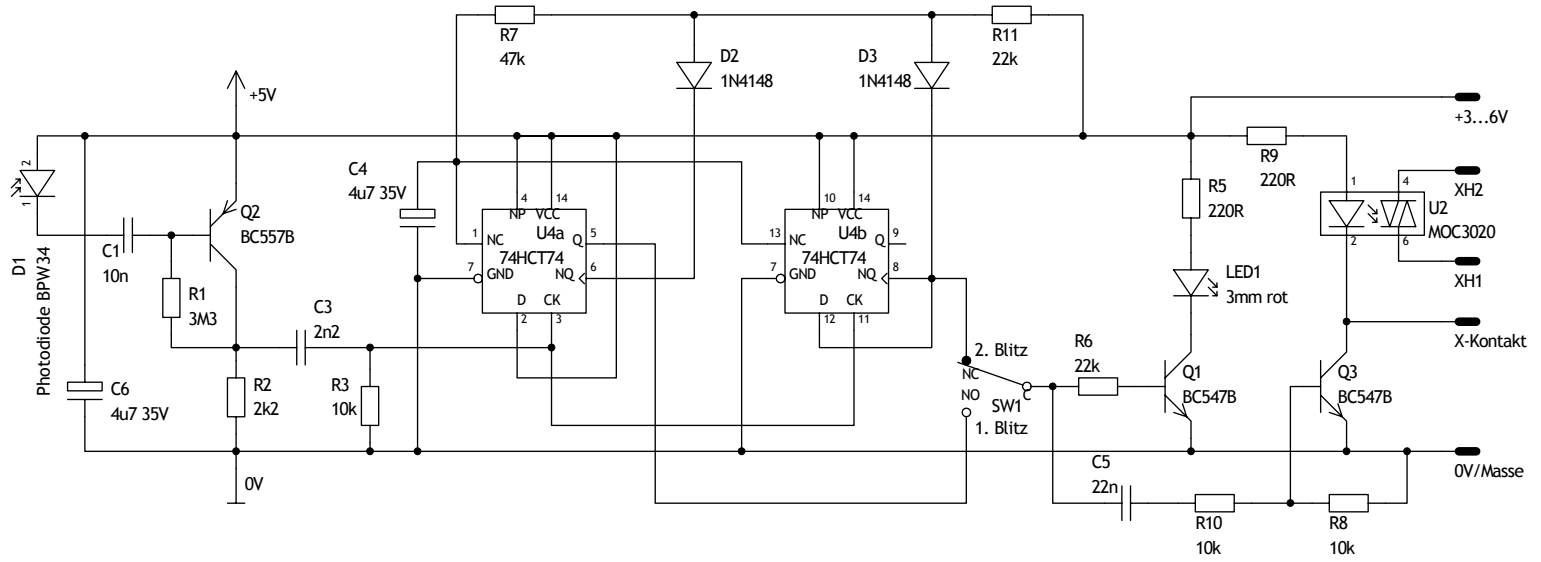 R7
47k
D2
1N4148
D3
1N4148
R11
22k
+5V
+3...6V
2
1
D1
Photodiode BPW34
C1
10n
Q2
BC557B
R1
3M3
C3
2n2
C6
4u7 35V
R2
2k2
R3
10k
0V
C4
4u7 35V
4
14
NP
VCC
U4a
1
NC
Q
5
74HCT74
7
GND
NQ
6
D
CK
2
3
10
14
NP
VCC
U4b
13
NC
Q
9
74HCT74
7
GND
NQ
8
D
CK
12
11
2. Blitz
NC
NO
C
SW1
1. Blitz
R6
22k
R5
220R
LED1
3mm rot
Q1
BC547B
R9
220R
1
4
2
6
U2
MOC3020
XH2
XH1
X-Kontakt
Q3
BC547B
C5
22n
R10
10k
R8
10k
0V/Masse